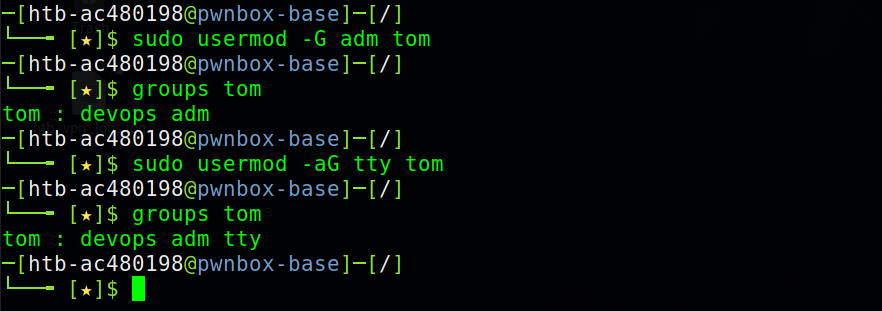 ─[htb-ac480198@pwnbox-base]─[/]
└──╼ [★]$ sudo usermod -G adm tom
─[htb-ac480198@pwnbox-base]─[/]
└──╼ [★]$ groups tom
tom : devops adm
─[htb-ac480198@pwnbox-base]─[/]
└──╼ [★]$ sudo usermod -aG tty tom
─[htb-ac480198@pwnbox-base]─[/]
└──╼ [★]$ groups tom
tom : devops adm tty
─[htb-ac480198@pwnbox-base]─[/]
└──╼ [★]$